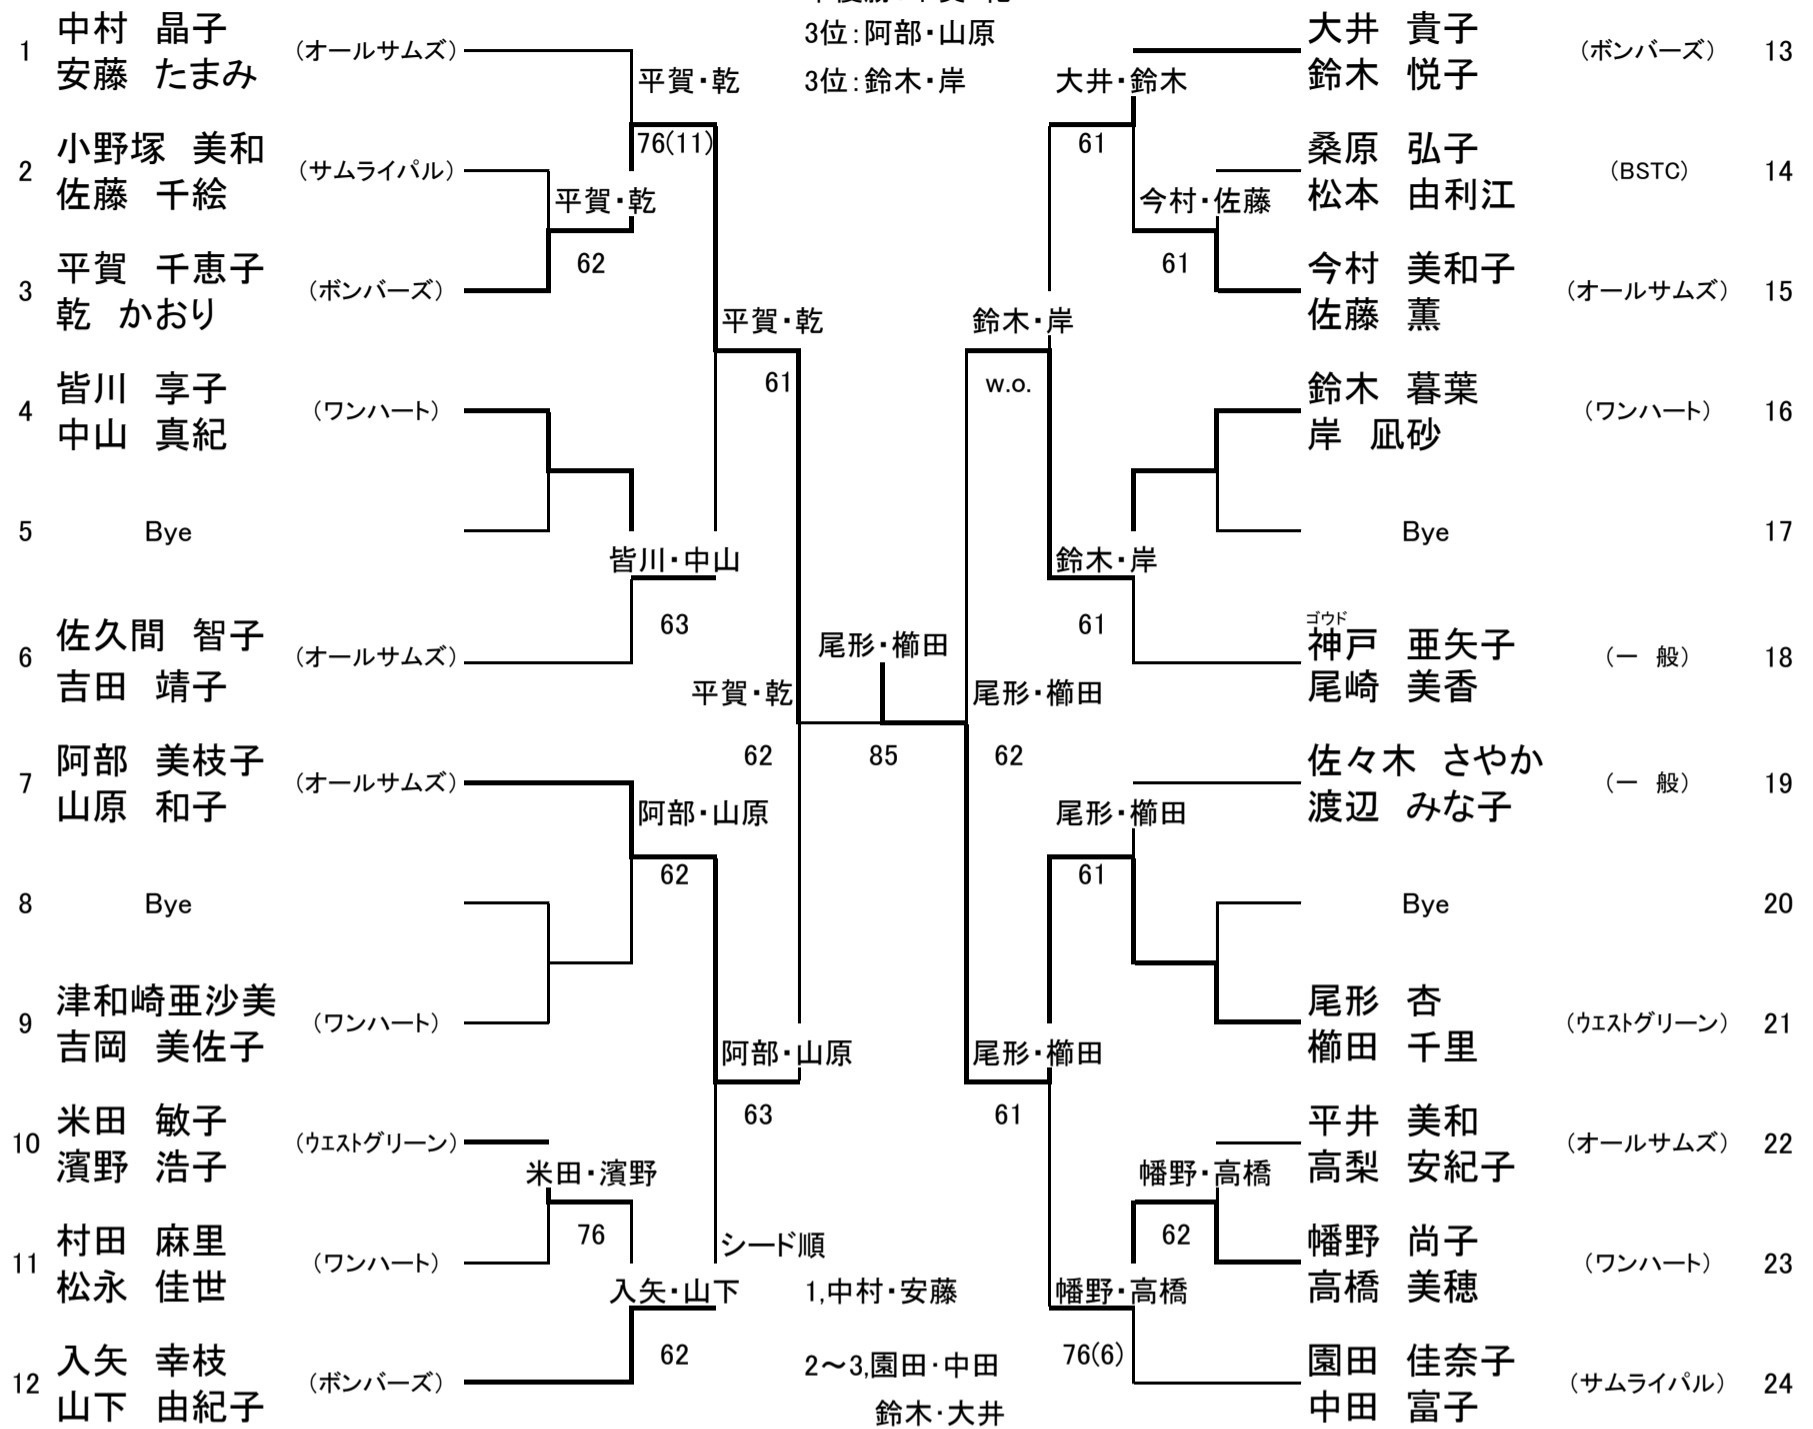 3位：阿部・山原
3位：鈴木・岸
1 中村 晶子 (オールサムズ)
安藤 たまみ
平賀・乾
76(11)
2 小野塚 美和 (サムライパル)
佐藤 千絵
平賀・乾
62
3 平賀 千恵子 (ボンバーズ)
乾 かおり
平賀・乾
61
4 皆川 享子 (ワンハート)
中山 真紀
5 Bye
皆川・中山
63
6 佐久間 智子 (オールサムズ)
吉田 靖子
平賀・乾
62
7 阿部 美枝子 (オールサムズ)
山原 和子
阿部・山原
62
8 Bye
9 津和崎亜沙美 (ワンハート)
吉岡 美佐子
阿部・山原
63
10 米田 敏子 (ウエストグリーン)
濱野 浩子
米田・濱野
76
11 村田 麻里 (ワンハート)
松永 佳世
入矢・山下
62
12 入矢 幸枝 (ボンバーズ)
山下 由紀子
尾形・櫛田
85
シード順
1,中村・安藤
2～3,園田・中田
鈴木・大井
大井 貴子 (ボンバーズ) 13
鈴木 悦子
大井・鈴木
61
桑原 弘子 (BSTC) 14
松本 由利江
今村・佐藤
61
今村 美和子 (オールサムズ) 15
佐藤 薫
鈴木・岸
w.o.
鈴木 暮葉 (ワンハート) 16
岸 凪砂
Bye 17
鈴木・岸
61
ゴウド
神戸 亜矢子 (一 般) 18
尾崎 美香
尾形・櫛田
62
佐々木 さやか (一 般) 19
渡辺 みな子
尾形・櫛田
61
Bye 20
尾形 杏 (ウエストグリーン) 21
櫛田 千里
尾形・櫛田
61
平井 美和 (オールサムズ) 22
高梨 安紀子
幡野・高橋
62
幡野 尚子 (ワンハート) 23
高橋 美穂
幡野・高橋
76(6)
園田 佳奈子 (サムライパル) 24
中田 富子